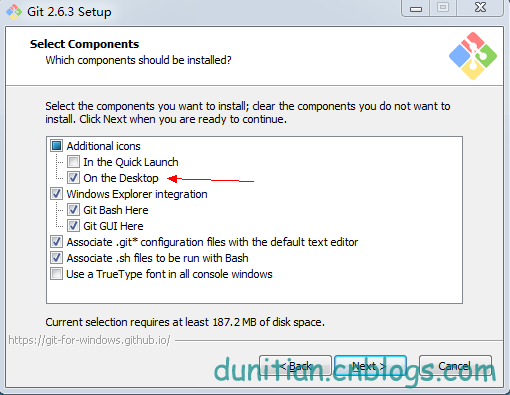 Git 2.6.3 Setup
Select Components
Which components should be installed?
Select the components you want to install; clear the components you do not want to
install. Click Next when you are ready to continue.
Additional icons
In the Quick Launch
On the Desktop
Windows Explorer integration
Git Bash Here
Git GUI Here
Associate .git* configuration files with the default text editor
Associate .sh files to be run with Bash
Use a TrueType font in all console windows
Current selection requires at least 187.2 MB of disk space.
https://git-for-windows.github.io/
< Back
Next >
Cancel
dunitian.cnblogs.com